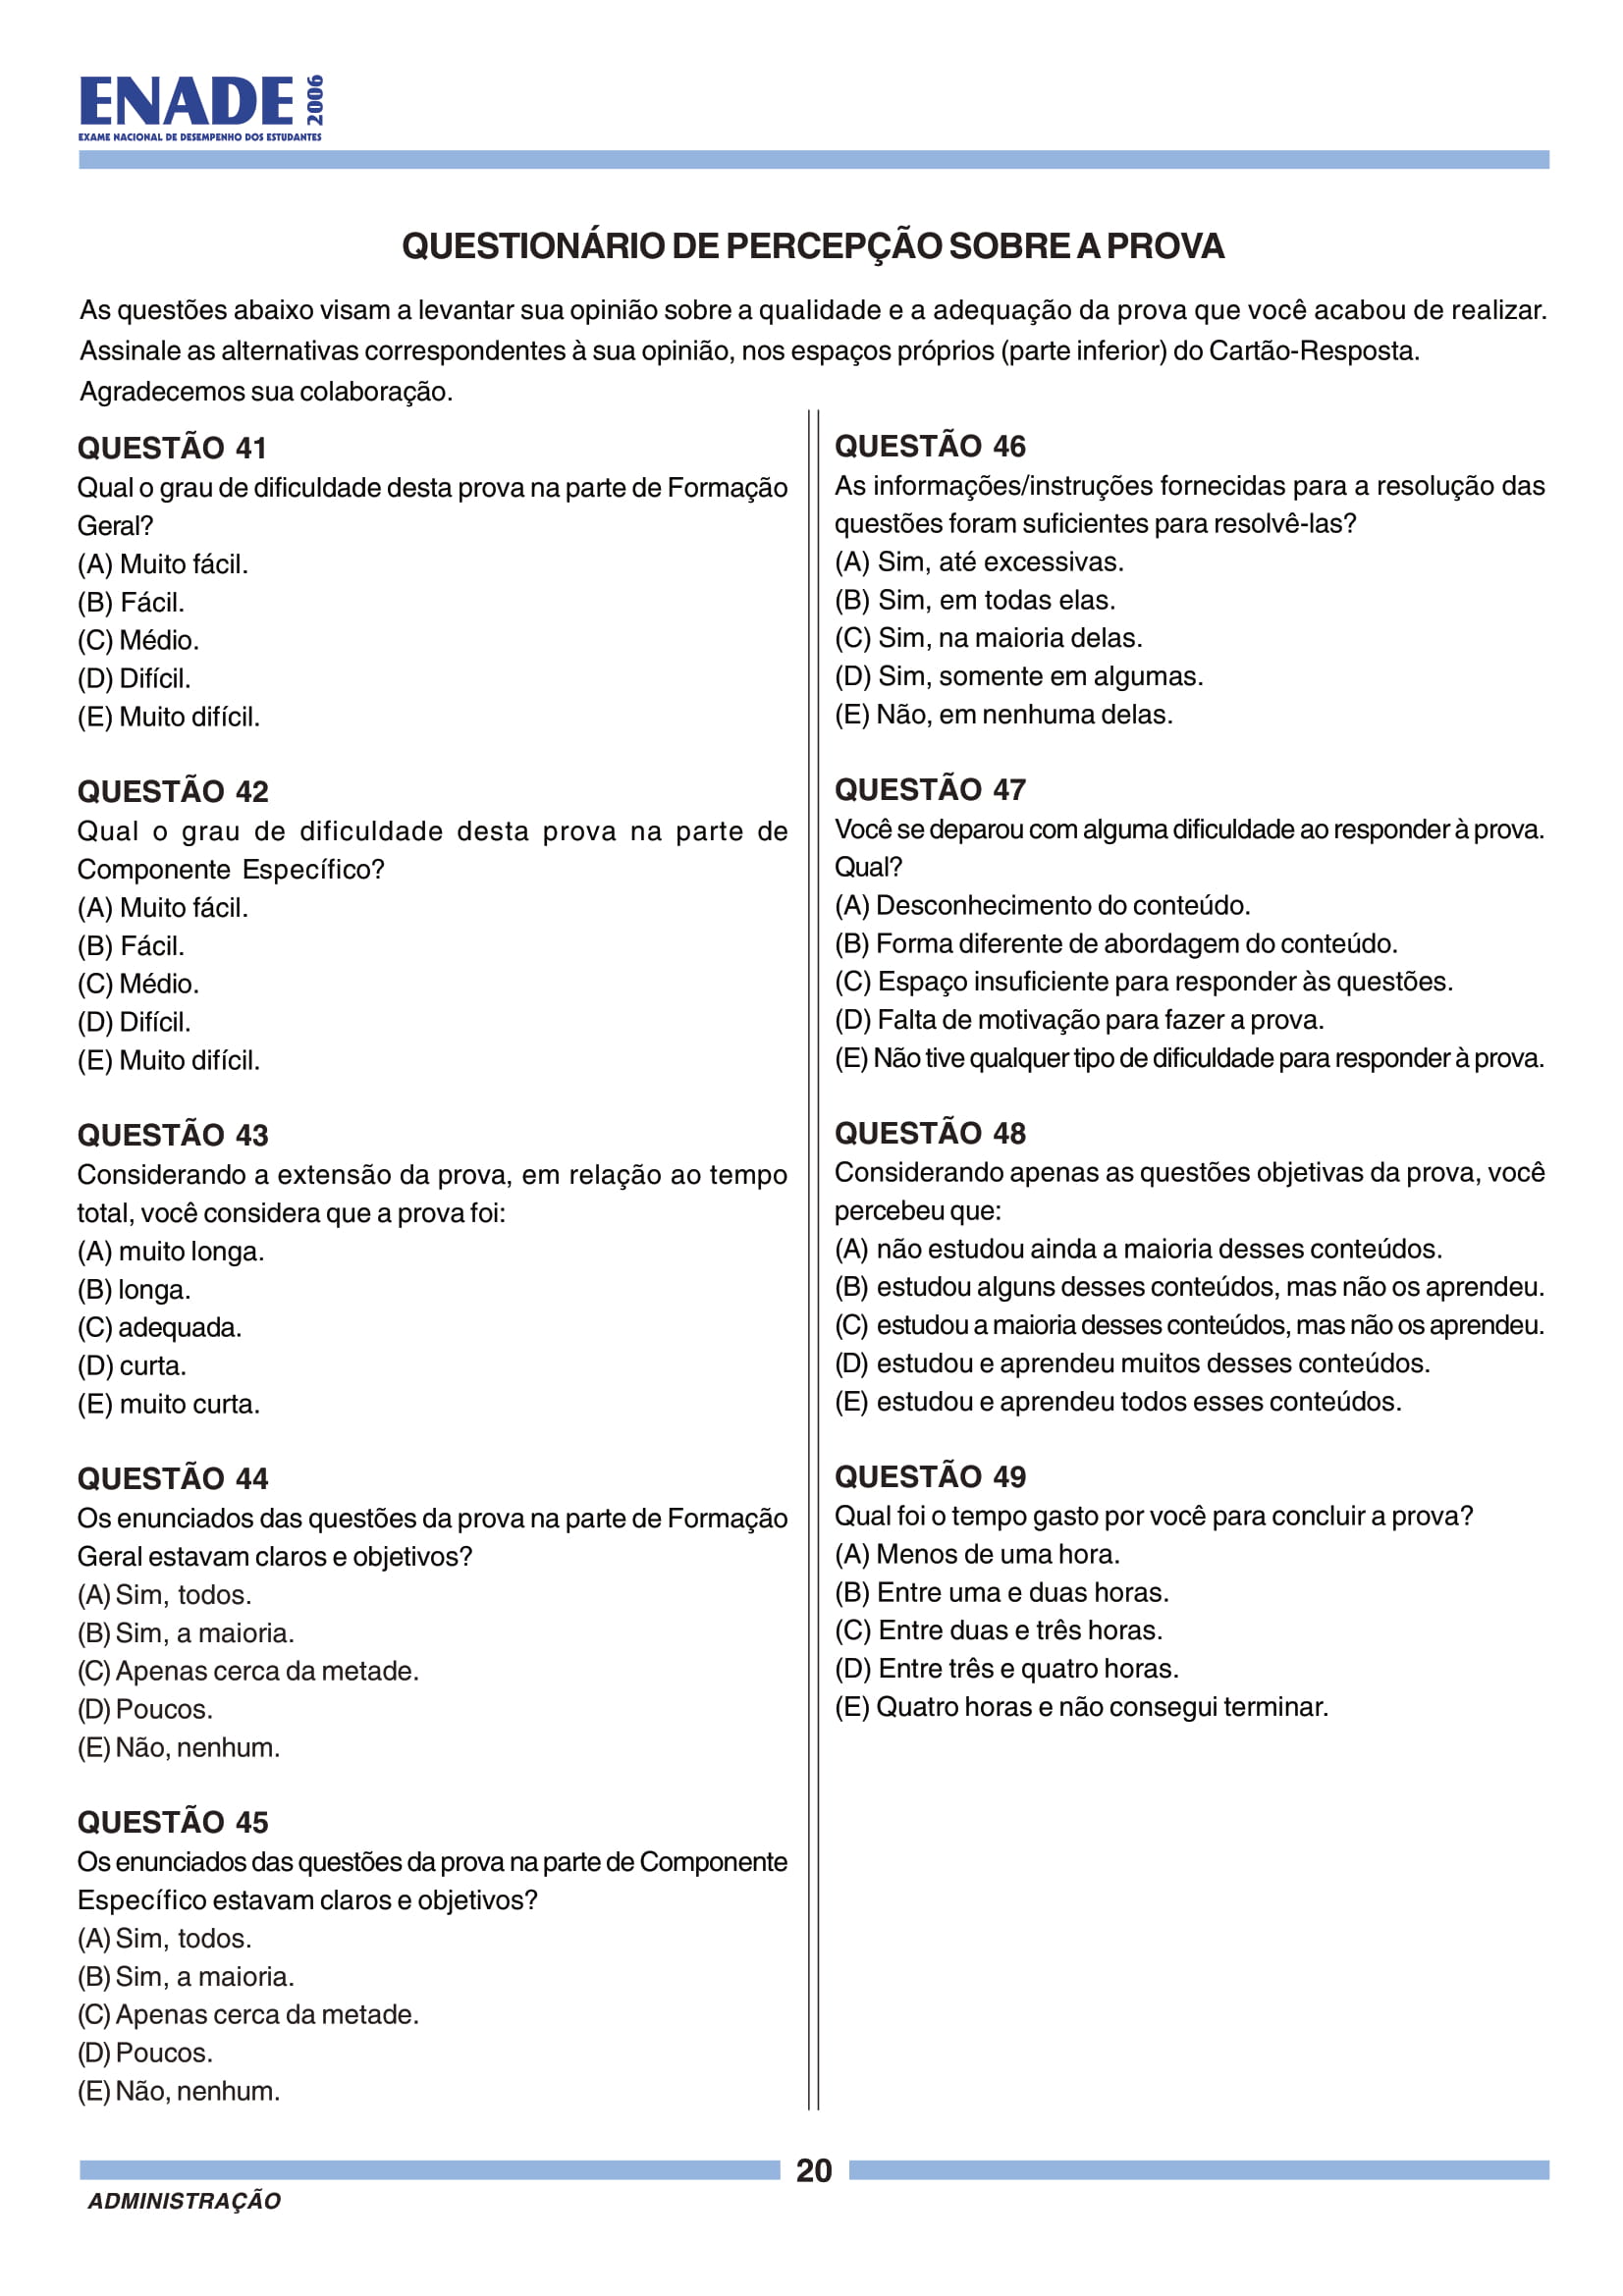 ENADE 2006
EXAME NACIONAL DE DESEMPENHO DOS ESTUDANTES
QUESTIONÁRIO DE PERCEPÇÃO SOBRE A PROVA
As questões abaixo visam a levantar sua opinião sobre a qualidade e a adequação da prova que você acabou de realizar.
Assinale as alternativas correspondentes à sua opinião, nos espaços próprios (parte inferior) do Cartão-Resposta.
Agradecemos sua colaboração.
QUESTÃO 41
Qual o grau de dificuldade desta prova na parte de Formação
Geral?
(A) Muito fácil.
(B) Fácil.
(C) Médio.
(D) Difícil.
(E) Muito difícil.
QUESTÃO 42
Qual o grau de dificuldade desta prova na parte de
Componente Específico?
(A) Muito fácil.
(B) Fácil.
(C) Médio.
(D) Difícil.
(E) Muito difícil.
QUESTÃO 43
Considerando a extensão da prova, em relação ao tempo
total, você considera que a prova foi:
(A) muito longa.
(B) longa.
(C) adequada.
(D) curta.
(E) muito curta.
QUESTÃO 44
Os enunciados das questões da prova na parte de Formação
Geral estavam claros e objetivos?
(A) Sim, todos.
(B) Sim, a maioria.
(C) Apenas cerca da metade.
(D) Poucos.
(E) Não, nenhum.
QUESTÃO 45
Os enunciados das questões da prova na parte de Componente
Específico estavam claros e objetivos?
(A) Sim, todos.
(B) Sim, a maioria.
(C) Apenas cerca da metade.
(D) Poucos.
(E) Não, nenhum.
QUESTÃO 46
As informações/instruções fornecidas para a resolução das
questões foram suficientes para resolvê-las?
(A) Sim, até excessivas.
(B) Sim, em todas elas.
(C) Sim, na maioria delas.
(D) Sim, somente em algumas.
(E) Não, em nenhuma delas.
QUESTÃO 47
Você se deparou com alguma dificuldade ao responder à prova.
Qual?
(A) Desconhecimento do conteúdo.
(B) Forma diferente de abordagem do conteúdo.
(C) Espaço insuficiente para responder às questões.
(D) Falta de motivação para fazer a prova.
(E) Não tive qualquer tipo de dificuldade para responder à prova.
QUESTÃO 48
Considerando apenas as questões objetivas da prova, você
percebeu que:
(A) não estudou ainda a maioria desses conteúdos.
(B) estudou alguns desses conteúdos, mas não os aprendeu.
(C) estudou a maioria desses conteúdos, mas não os aprendeu.
(D) estudou e aprendeu muitos desses conteúdos.
(E) estudou e aprendeu todos esses conteúdos.
QUESTÃO 49
Qual foi o tempo gasto por você para concluir a prova?
(A) Menos de uma hora.
(B) Entre uma e duas horas.
(C) Entre duas e três horas.
(D) Entre três e quatro horas.
(E) Quatro horas e não consegui terminar.
20
ADMINISTRAÇÃO